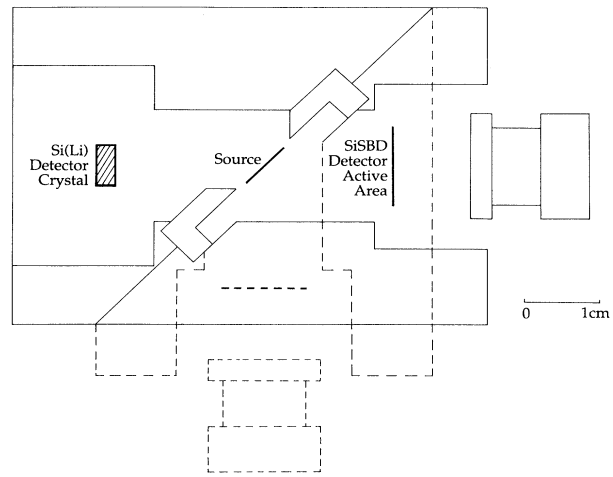 Si(Li)
Detector
Crystal
Source
SiSBD
Detector
Active
Area
0 1cm